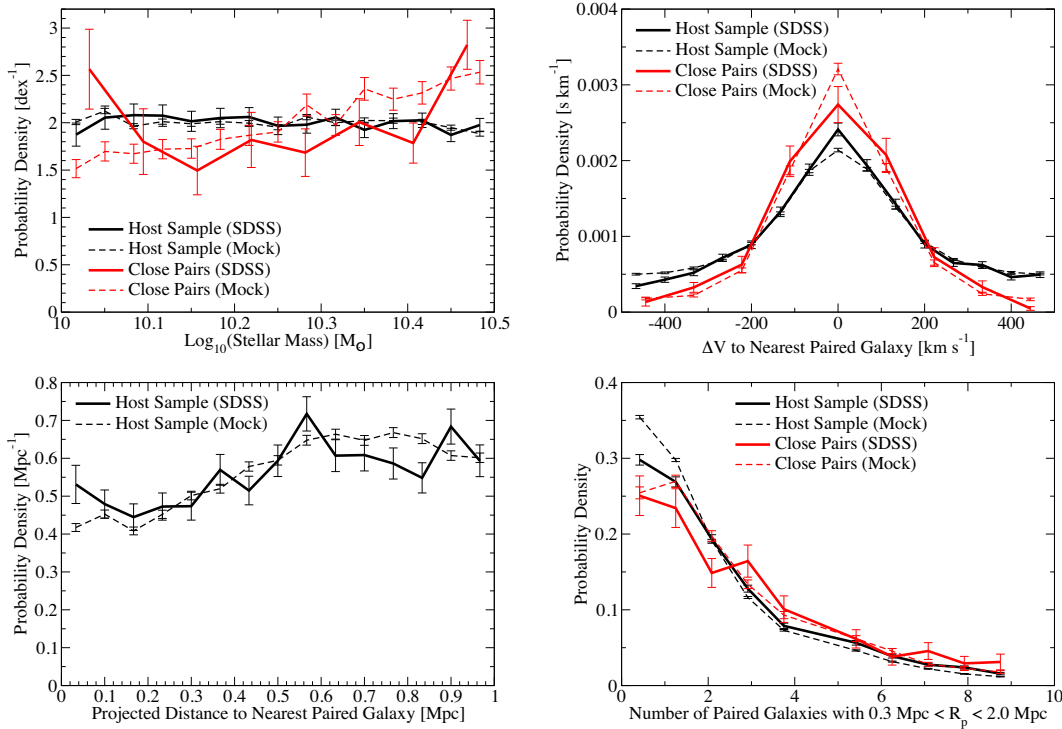 3
2.5
2
1.5
1
0.5
0
Probability Density [dex⁻¹]
Host Sample (SDSS)
Host Sample (Mock)
Close Pairs (SDSS)
Close Pairs (Mock)
10 10.1 10.2 10.3 10.4 10.5
Log₁₀(Stellar Mass) [M⊙]
0.004
0.003
0.002
0.001
0
Probability Density [s km⁻¹]
Host Sample (SDSS)
Host Sample (Mock)
Close Pairs (SDSS)
Close Pairs (Mock)
-400 -200 0 200 400
ΔV to Nearest Paired Galaxy [km s⁻¹]
0.8
0.7
0.6
0.5
0.4
0.3
0.2
0.1
0
Probability Density [Mpc⁻¹]
Host Sample (SDSS)
Host Sample (Mock)
0 0.1 0.2 0.3 0.4 0.5 0.6 0.7 0.8 0.9 1
Projected Distance to Nearest Paired Galaxy [Mpc]
0.4
0.3
0.2
0.1
0
Probability Density
Host Sample (SDSS)
Host Sample (Mock)
Close Pairs (SDSS)
Close Pairs (Mock)
0 2 4 6 8 10
Number of Paired Galaxies with 0.3 Mpc < Rₚ < 2.0 Mpc